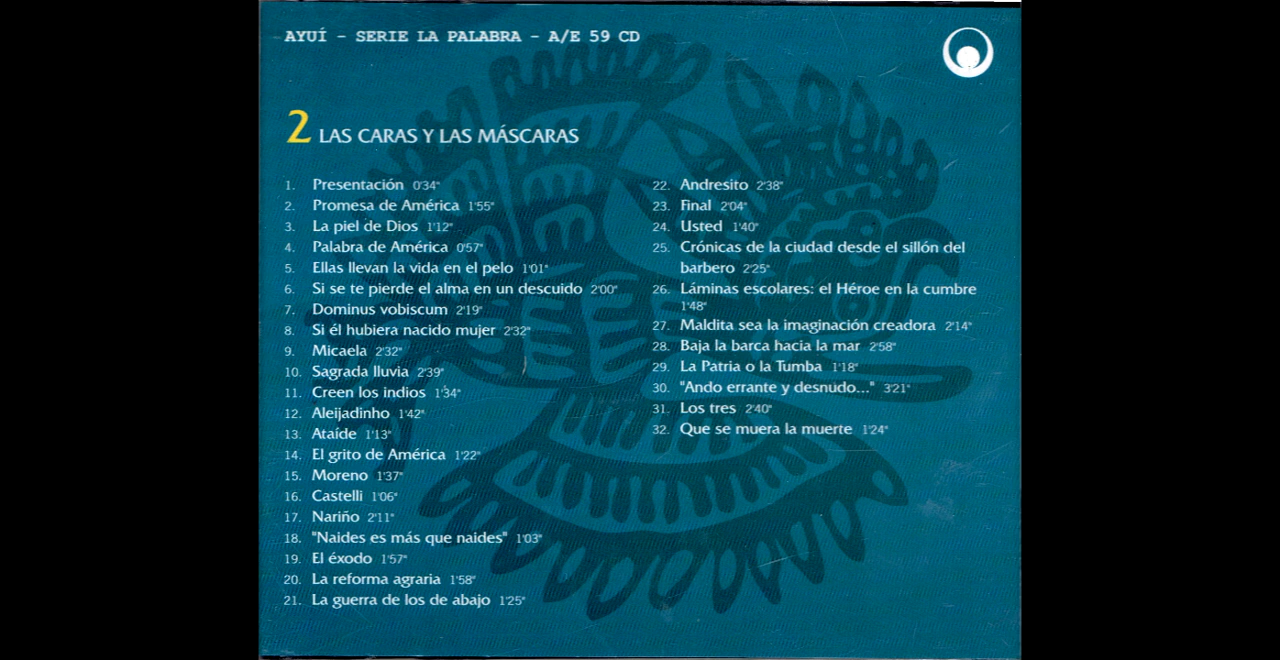 AYUÍ - SERIE LA PALABRA - A/E 59 CD
2 LAS CARAS Y LAS MÁSCARAS
1. Presentación 0'34"
2. Promesa de América 1'55"
3. La piel de Dios 1'12"
4. Palabra de América 0'57"
5. Ellas llevan la vida en el pelo 1'01"
6. Si se te pierde el alma en un descuido 2'00"
7. Dominus vobiscum 2'19"
8. Si él hubiera nacido mujer 2'32"
9. Micaela 2'32"
10. Sagrada lluvia 2'39"
11. Creen los indios 1'34"
12. Aleijadinho 1'42"
13. Ataíde 1'13"
14. El grito de América 1'22"
15. Moreno 1'37"
16. Castelli 1'06"
17. Nariño 2'11"
18. "Naides es más que naides" 1'03"
19. El éxodo 1'57"
20. La reforma agraria 1'58"
21. La guerra de los de abajo 1'25"
22. Andresito 2'38"
23. Final 2'04"
24. Usted 1'40"
25. Crónicas de la ciudad desde el sillón del
barbero 2'25"
26. Láminas escolares: el Héroe en la cumbre
1'48"
27. Maldita sea la imaginación creadora 2'14"
28. Baja la barca hacia la mar 2'58"
29. La Patria o la Tumba 1'18"
30. "Ando errante y desnudo..." 3'21"
31. Los tres 2'40"
32. Que se muera la muerte 1'24"